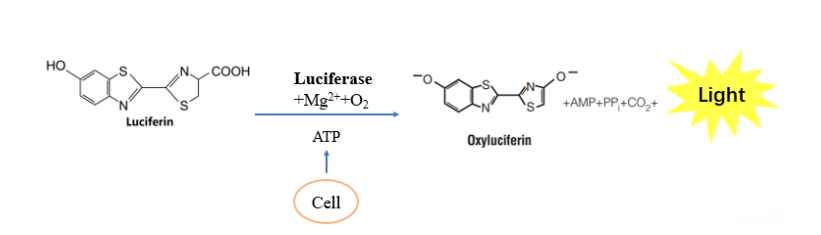 HO
S
N
N
S
COOH
Luciferin
Luciferase
+Mg²⁺+O₂
ATP
Cell
⁻O
S
N
N
S
O⁻
Oxyluciferin
+AMP+PPᵢ+CO₂+
Light